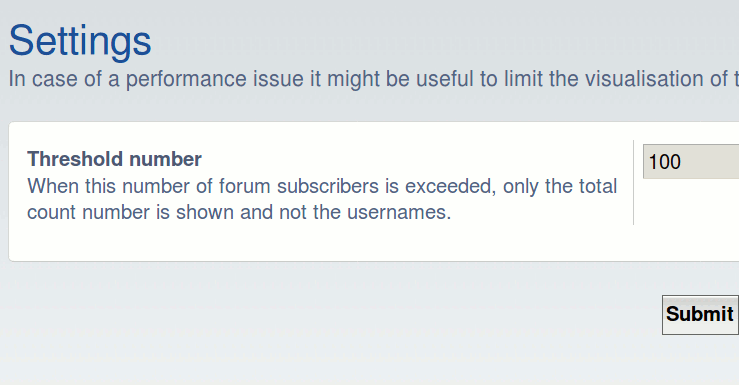 Settings
In case of a performance issue it might be useful to limit the visualisation of
Threshold number
When this number of forum subscribers is exceeded, only the total
count number is shown and not the usernames.
100
Submit